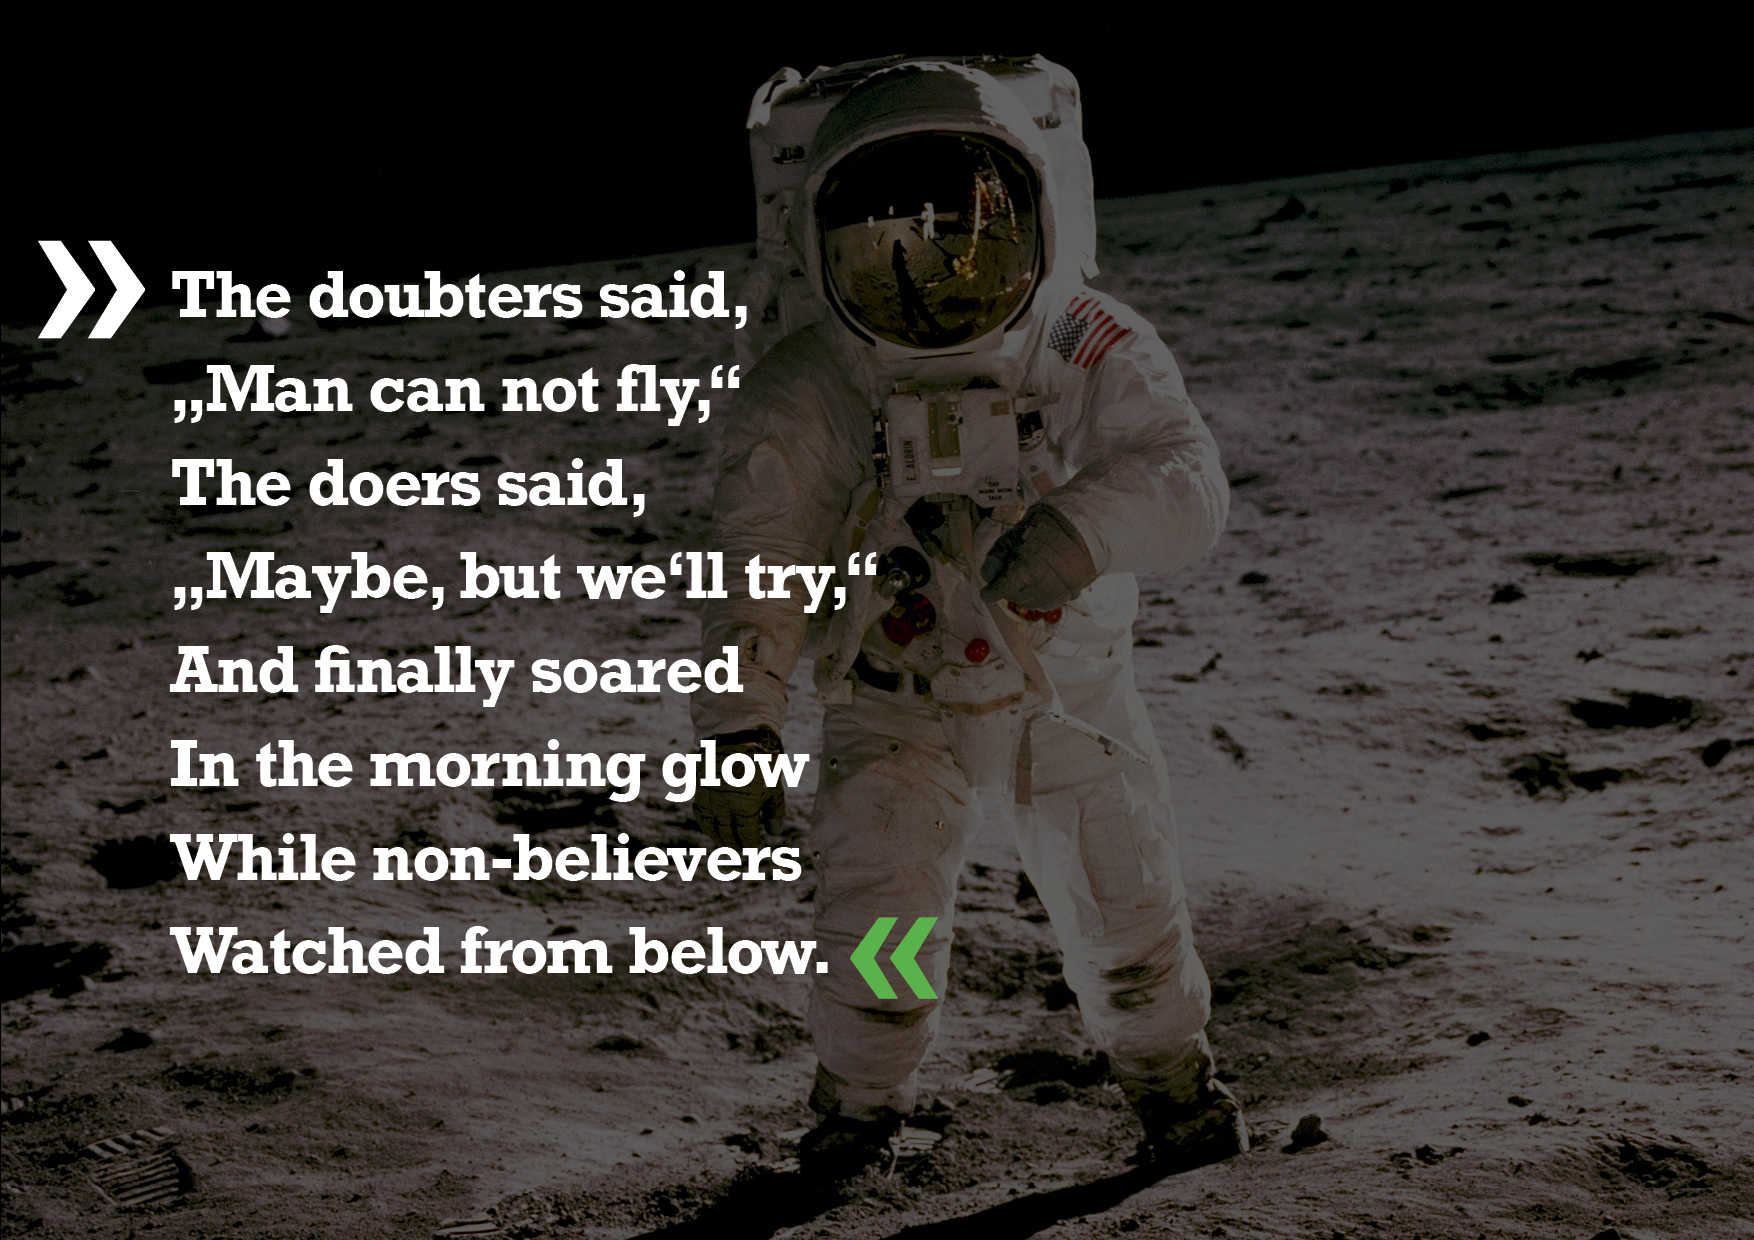 » The doubters said,
„Man can not fly,“
The doers said,
„Maybe, but we‘ll try,“
And finally soared
In the morning glow
While non-believers
Watched from below. «
E. ALDRIN